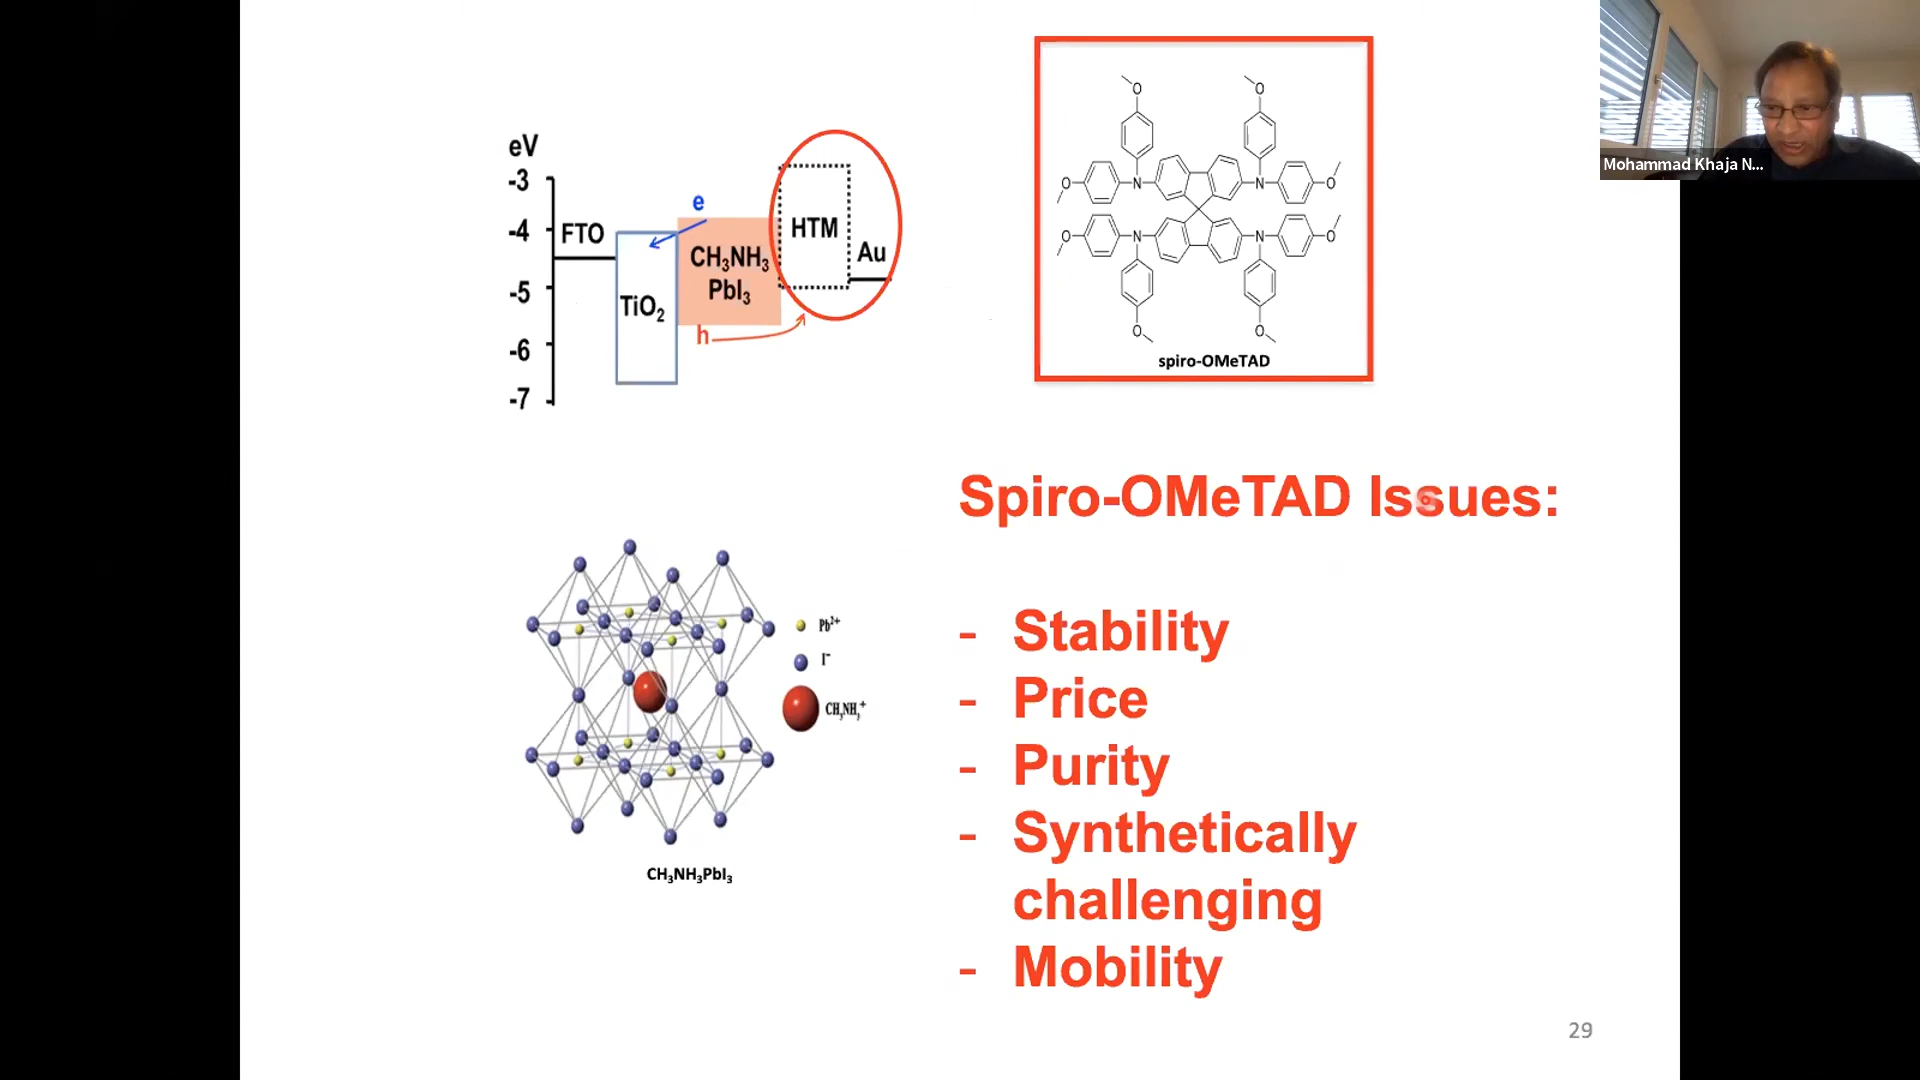 Mohammad Khaja N...
eV
-3
-4
-5
-6
-7
FTO
TiO₂
e
CH₃NH₃
PbI₃
h
HTM
Au
O
O
O
N
N
O
O
N
N
O
O
O
spiro-OMeTAD
Spiro-OMeTAD Issues:
- Stability
- Price
- Purity
- Synthetically
challenging
- Mobility
Pb²⁺
I⁻
CH₃NH₃⁺
CH₃NH₃PbI₃
29